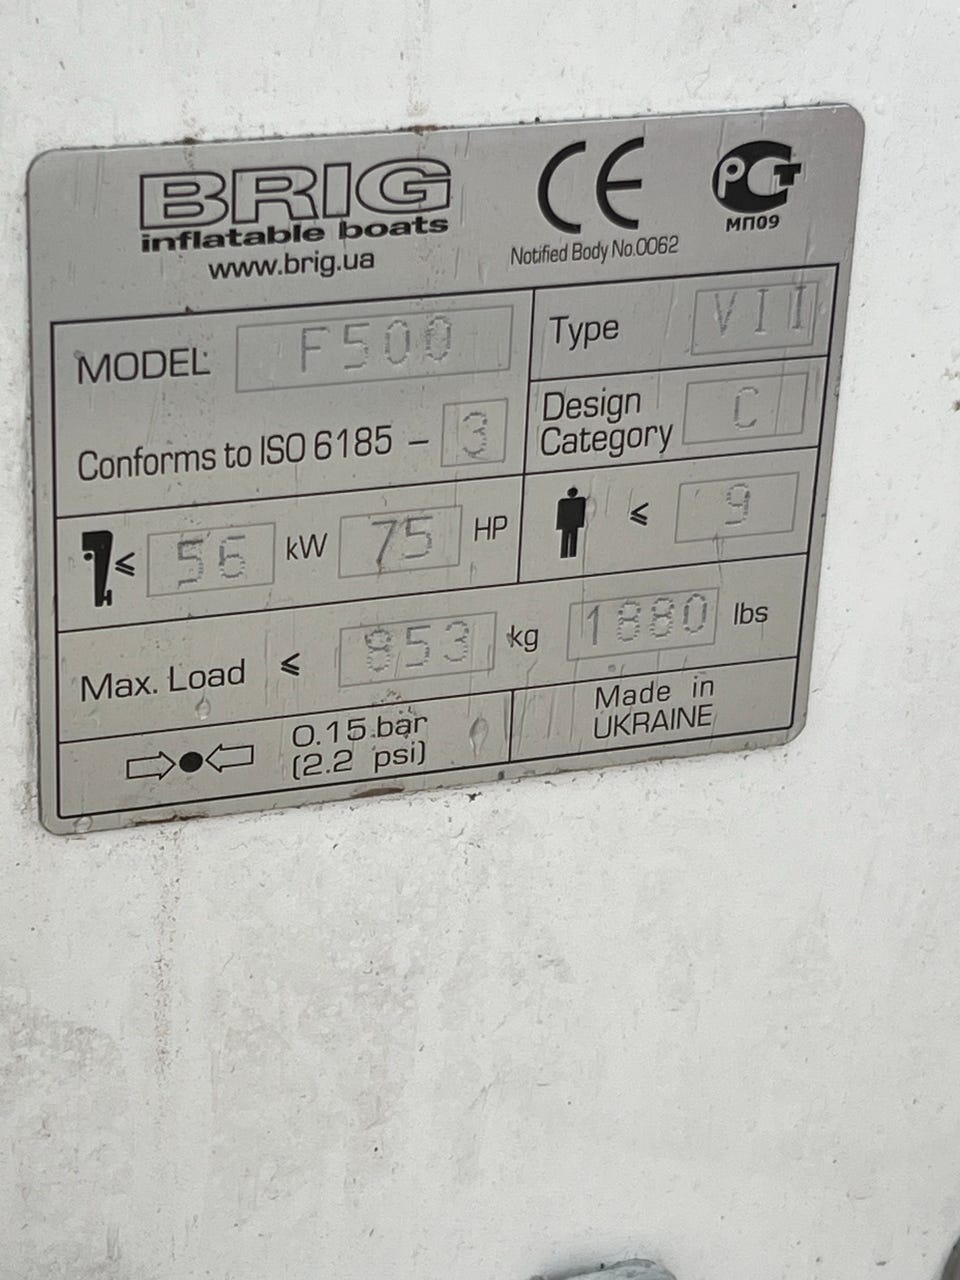 BRIG
inflatable boats
www.brig.ua
CE
Notified Body No.0062
РСТ
МП09
MODEL: F500
Type VII
Conforms to ISO 6185 – 3
Design Category C
≤ 56 kW 75 HP
≤ 9
Max. Load ≤ 853 kg 1880 lbs
0.15 bar
(2.2 psi)
Made in
UKRAINE